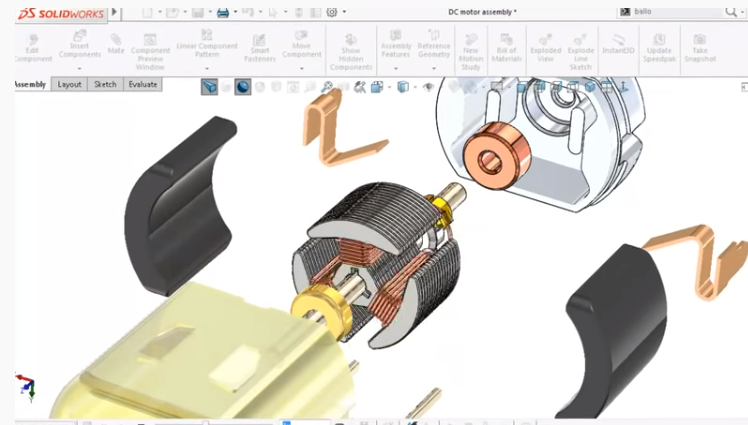 SOLIDWORKS
DC motor assembly *
ballo
Edit Component
Insert Components
Mate
Component Preview Window
Linear Component Pattern
Smart Fasteners
Move Component
Show Hidden Components
Assembly Features
Reference Geometry
New Motion Study
Bill of Materials
Exploded View
Explode Line Sketch
Instant3D
Update Speedpak
Take Snapshot
Assembly
Layout
Sketch
Evaluate